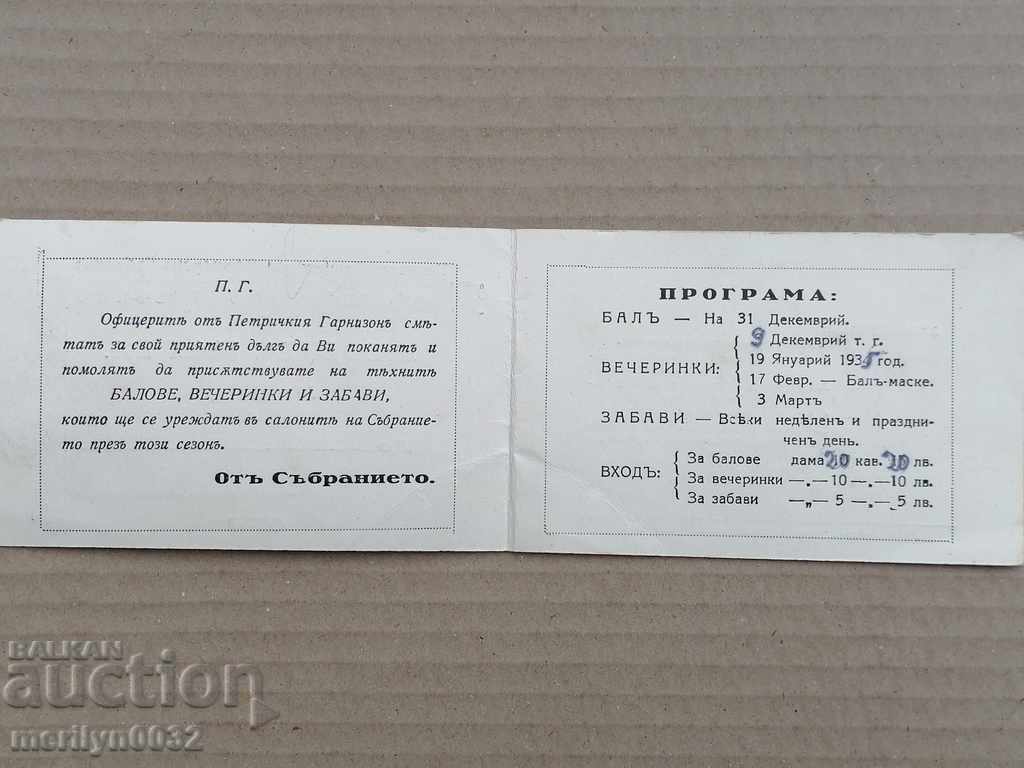 П. Г.
Офицеритѣ отъ Петричкия Гарнизонъ смѣ-
татъ за свой приятенъ дългъ да Ви поканятъ и
помолятъ да присѫтствувате на тѣхнитѣ
БАЛОВЕ, ВЕЧЕРИНКИ И ЗАБАВИ,
които ще се уреждатъ въ салонитѣ на Събрание-
то презъ този сезонъ.
Отъ Събранието.
ПРОГРАМА:
БАЛЪ — На 31 Декемврий.
ВЕЧЕРИНКИ: 9 Декемврий т. г.
19 Януарий 1935 год.
17 Февр. — Балъ-маске.
3 Мартъ
ЗАБАВИ — Всѣки недѣленъ и праздни-
ченъ день.
ВХОДЪ: За балове дама 20 кав. 20 лв.
За вечеринки —„—10 —„—10 лв.
За забави —„— 5 —„— 5 лв.
BALKAN
auction
merilyn0032